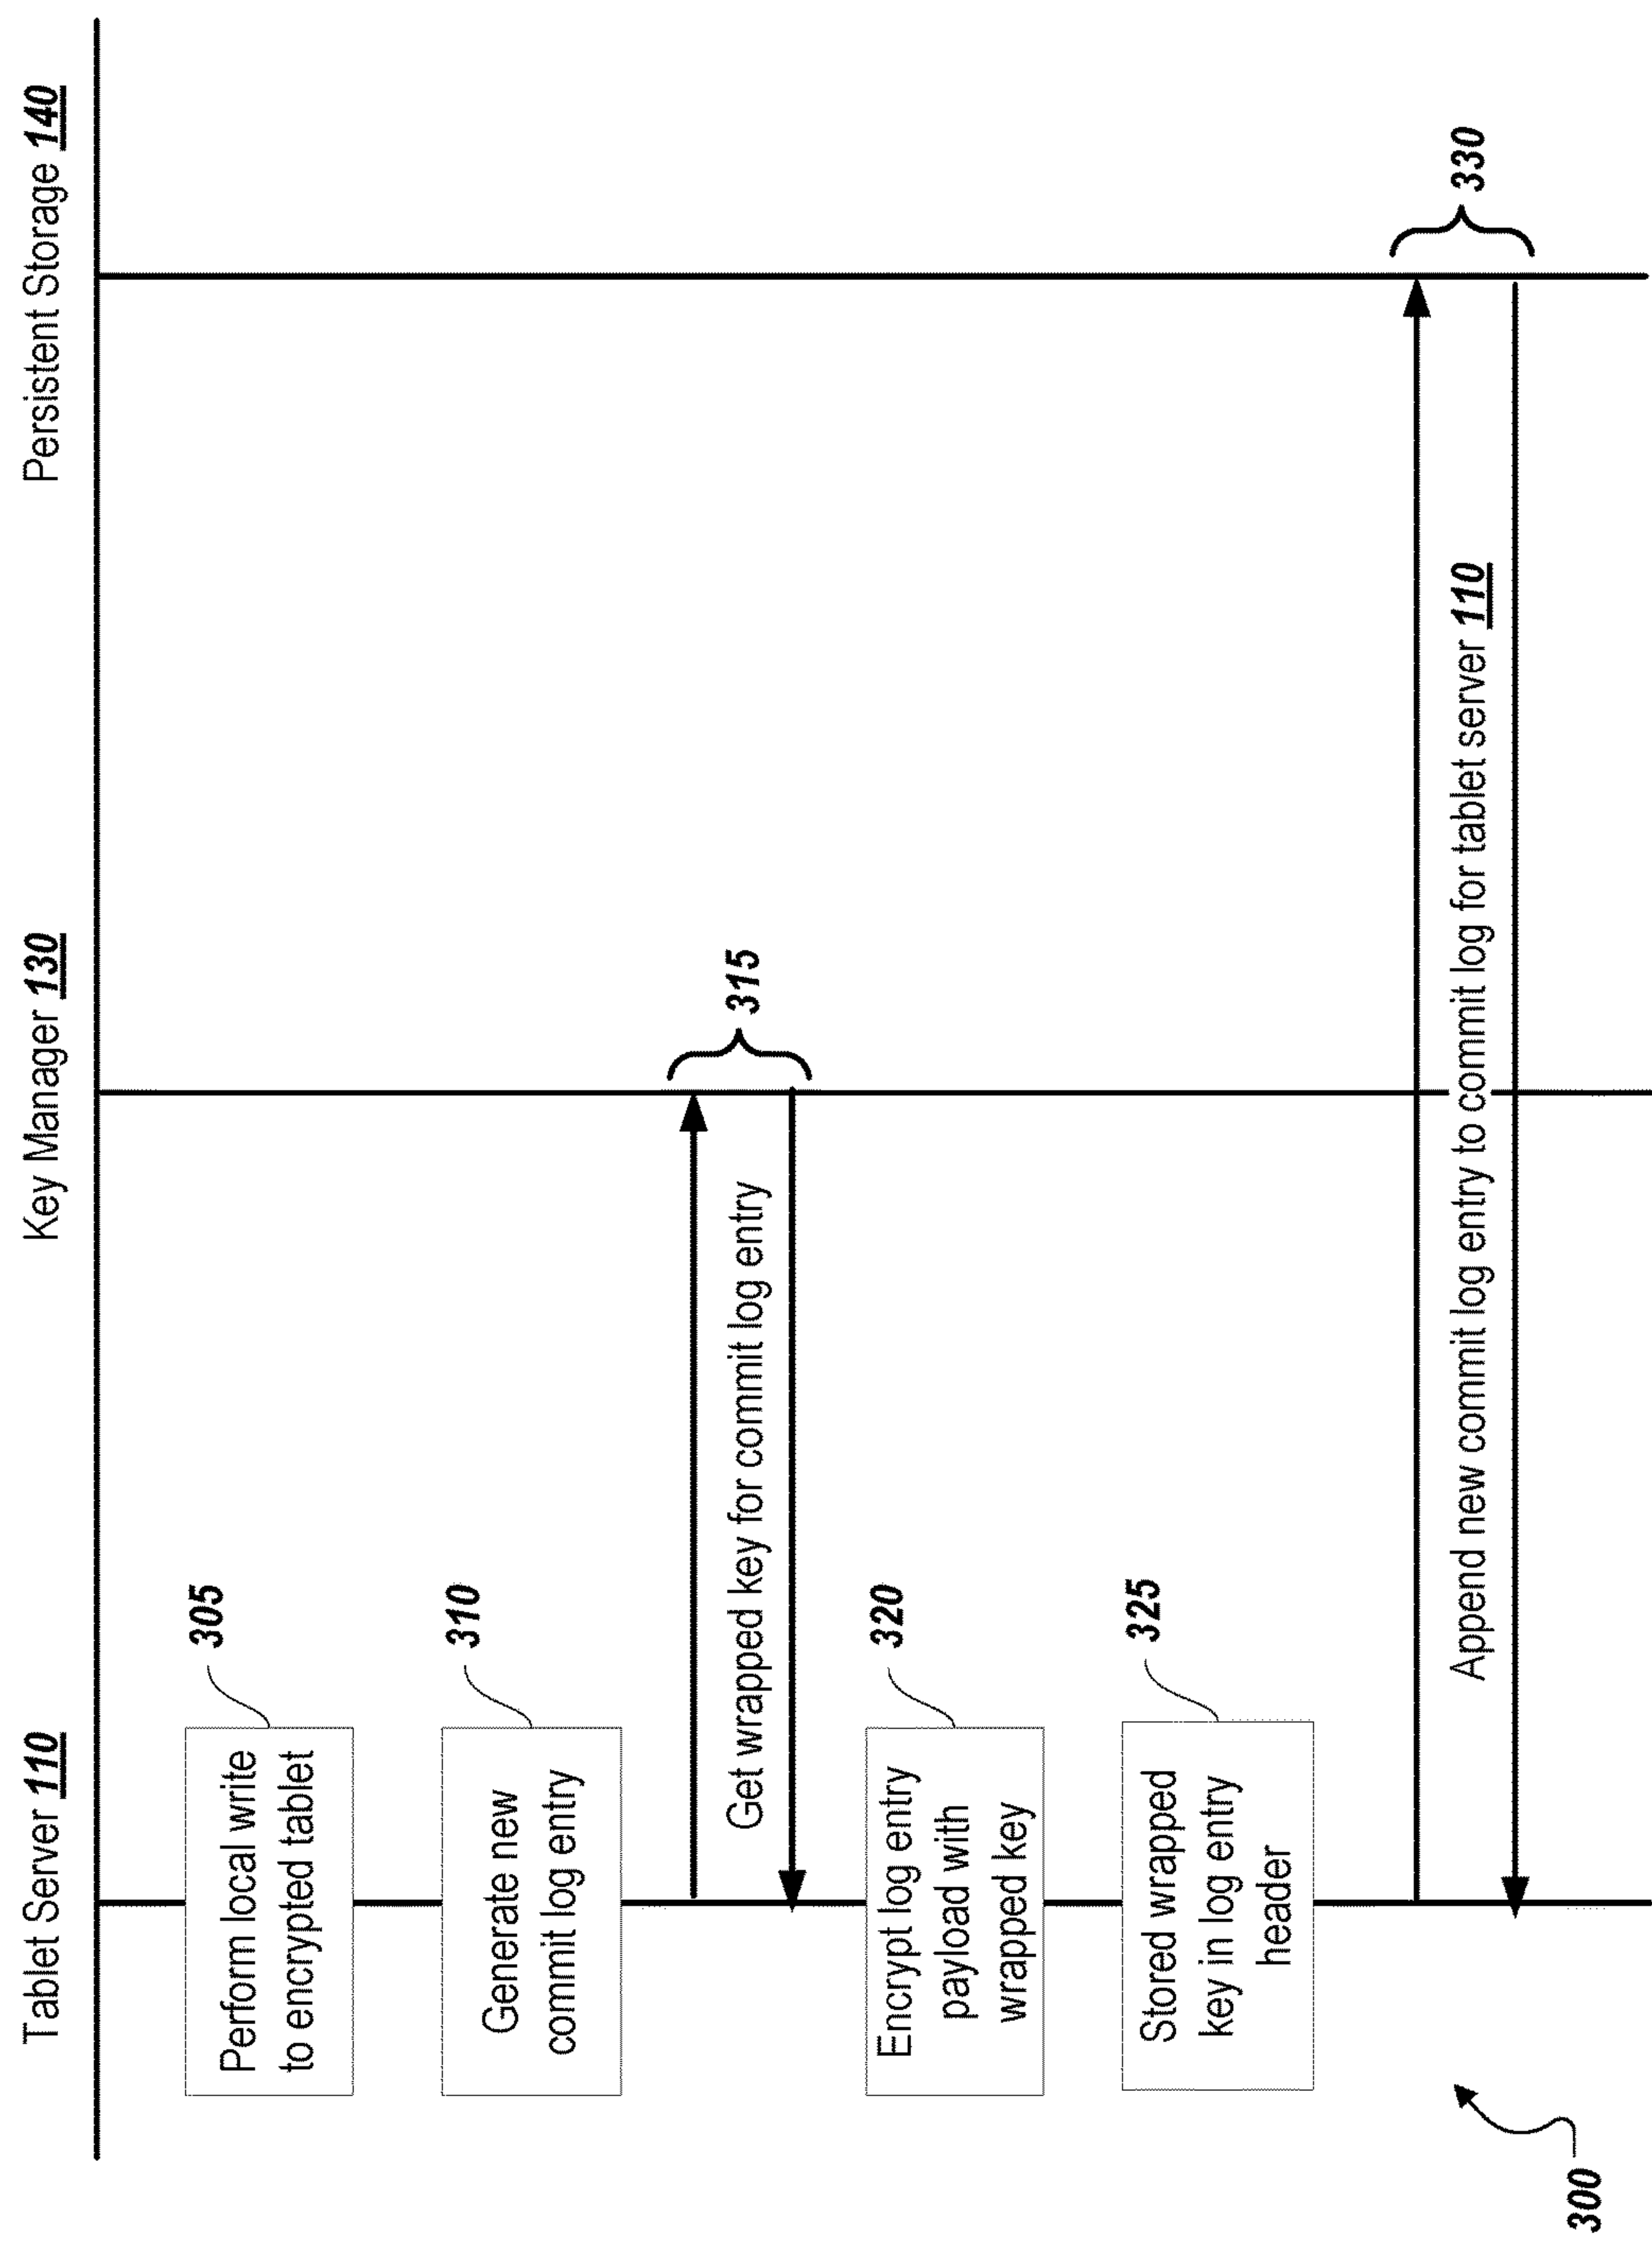 Tablet Server 110
Key Manager 130
Persistent Storage 140
Perform local write
to encrypted tablet
305
Generate new
commit log entry
310
Get wrapped key for commit log entry
315
Encrypt log entry
payload with
wrapped key
320
Stored wrapped
key in log entry
header
325
Append new commit log entry to commit log for tablet server 110
330
300